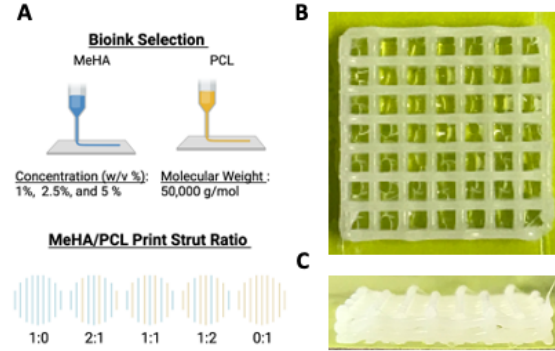 A
Bioink Selection
MeHA
PCL
Concentration (w/v %):
1%, 2.5%, and 5 %
Molecular Weight :
50,000 g/mol
MeHA/PCL Print Strut Ratio
1:0
2:1
1:1
1:2
0:1
B
C